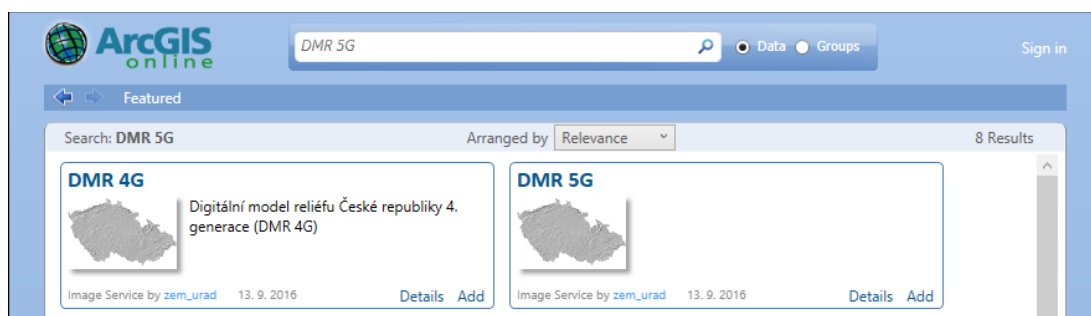 ArcGIS
online
DMR 5G
Data
Groups
Sign in
Featured
Search: DMR 5G
Arranged by
Relevance
8 Results
DMR 4G
Digitální model reliéfu České republiky 4.
generace (DMR 4G)
Image Service by zem_urad 13. 9. 2016
Details Add
DMR 5G
Image Service by zem_urad 13. 9. 2016
Details Add